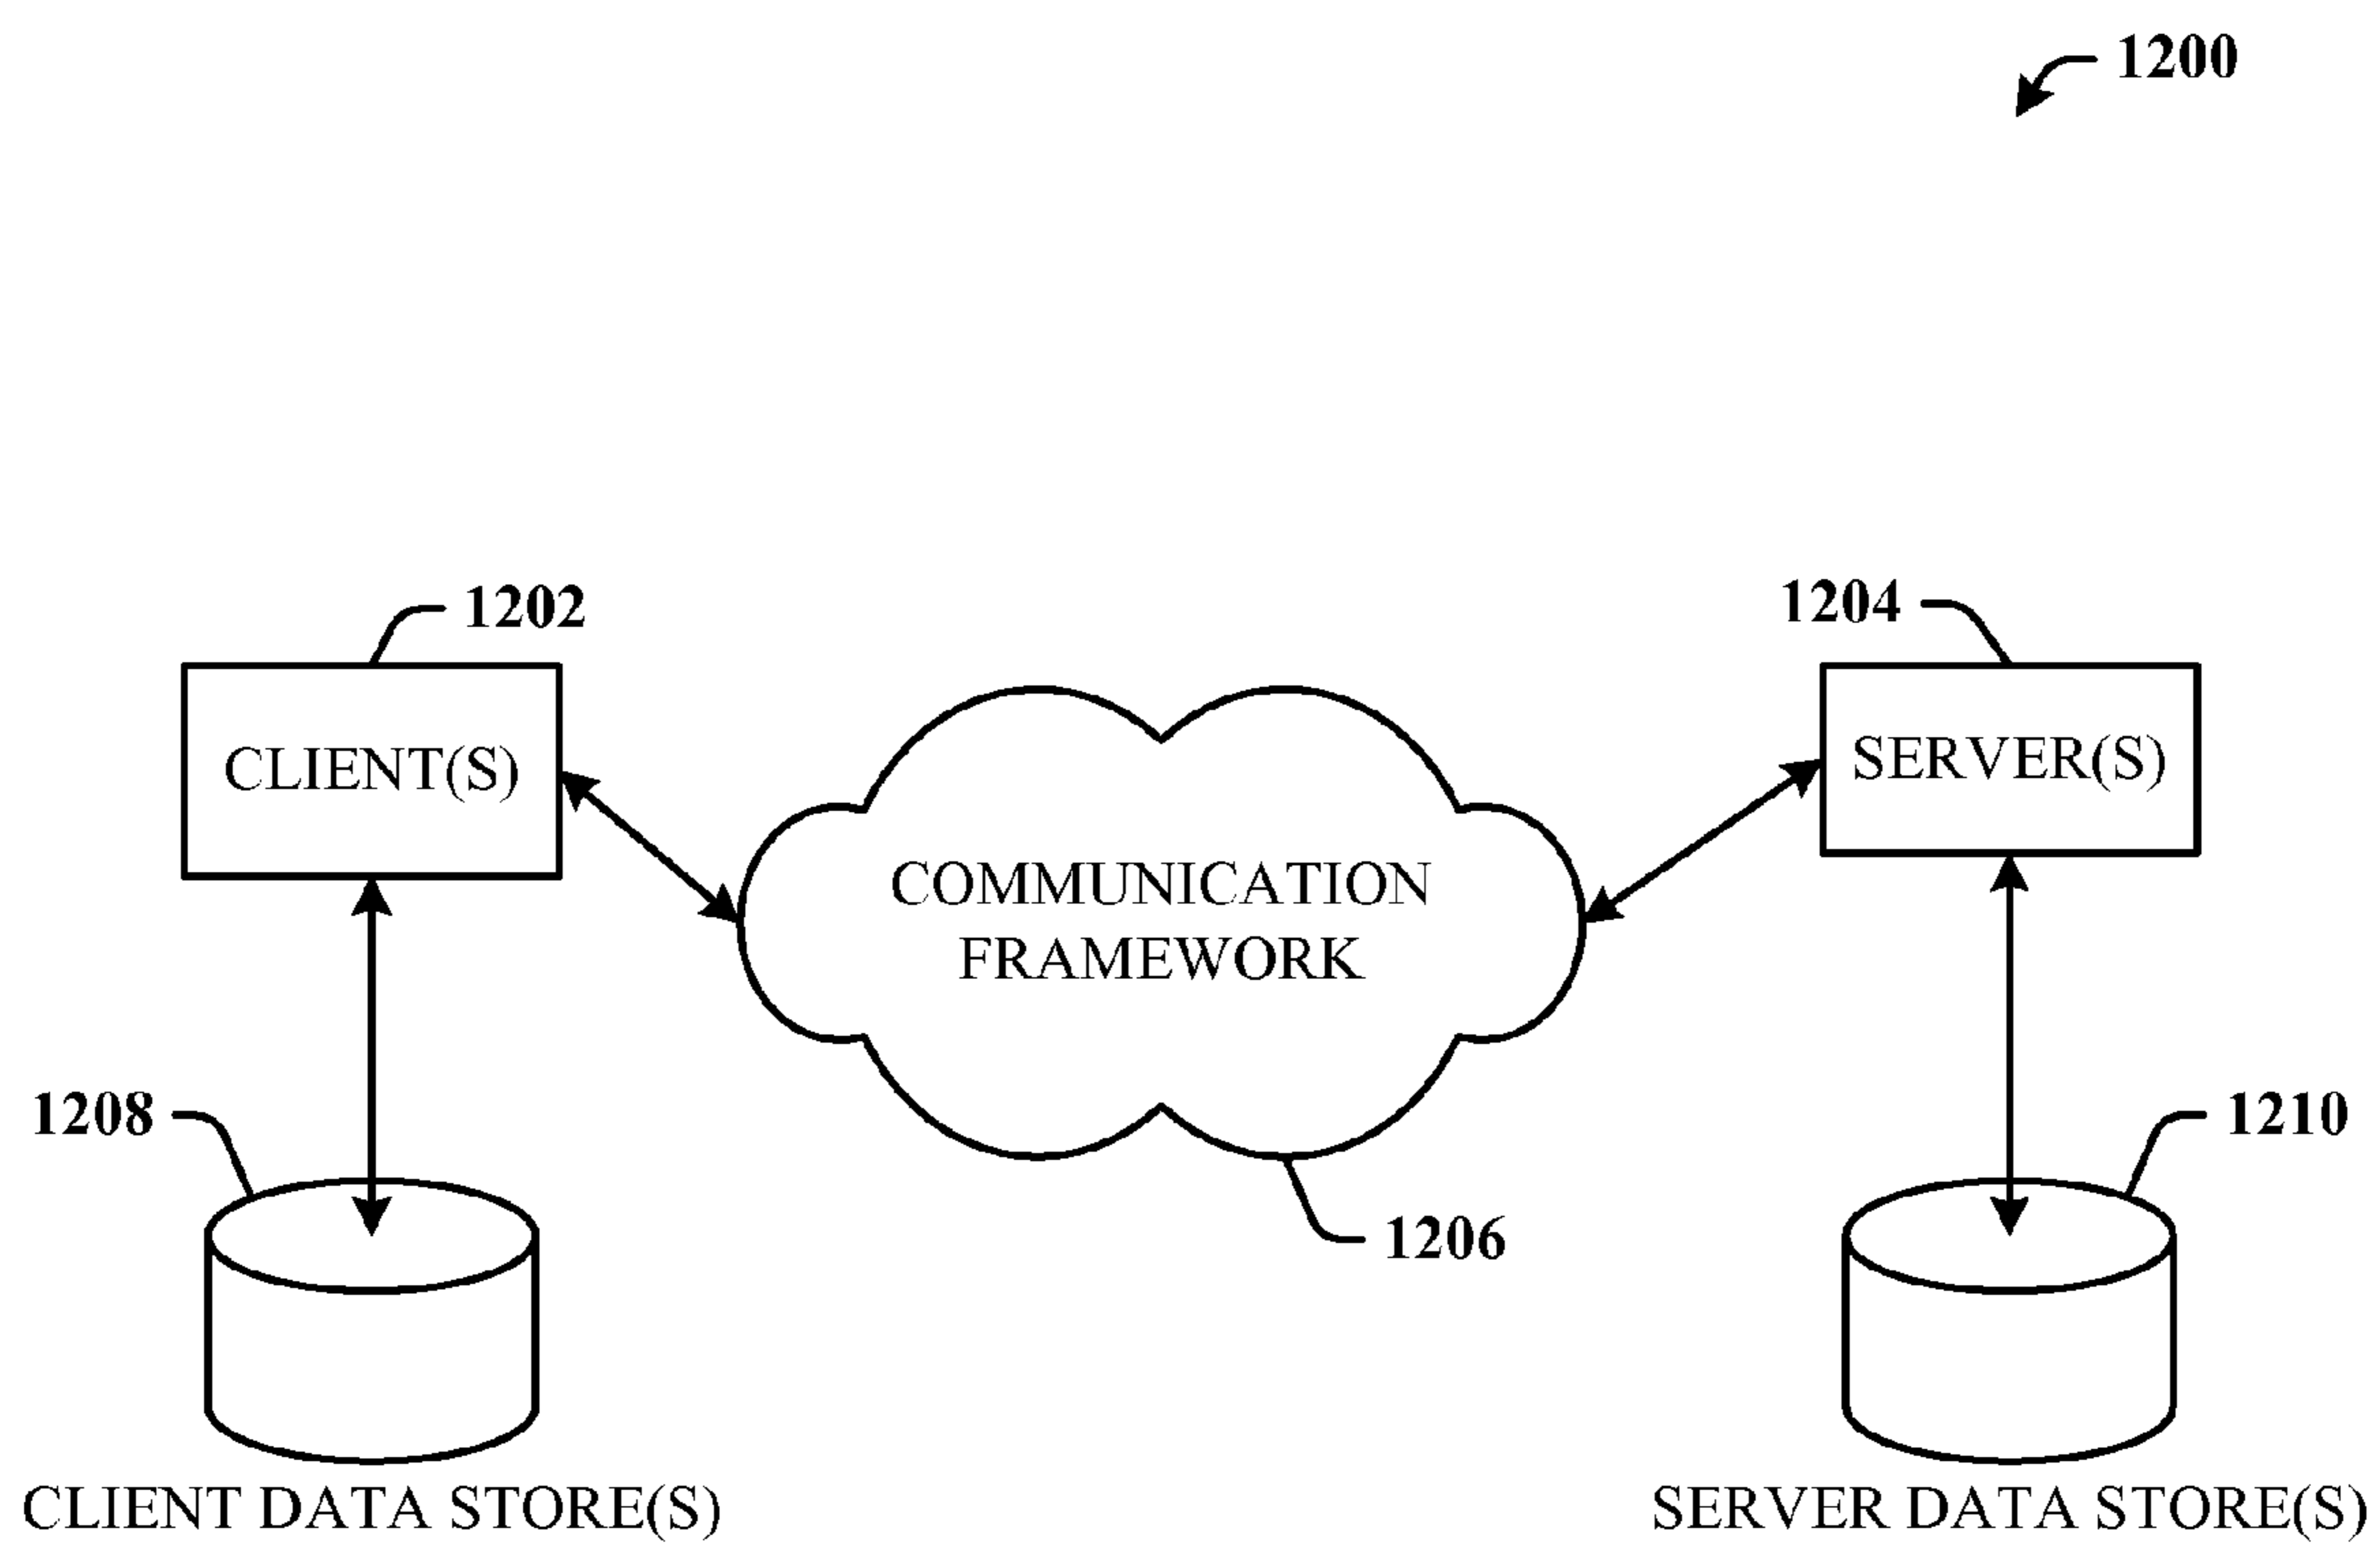 1200
1202
1204
CLIENT(S)
SERVER(S)
COMMUNICATION
FRAMEWORK
1208
1210
1206
CLIENT DATA STORE(S)
SERVER DATA STORE(S)